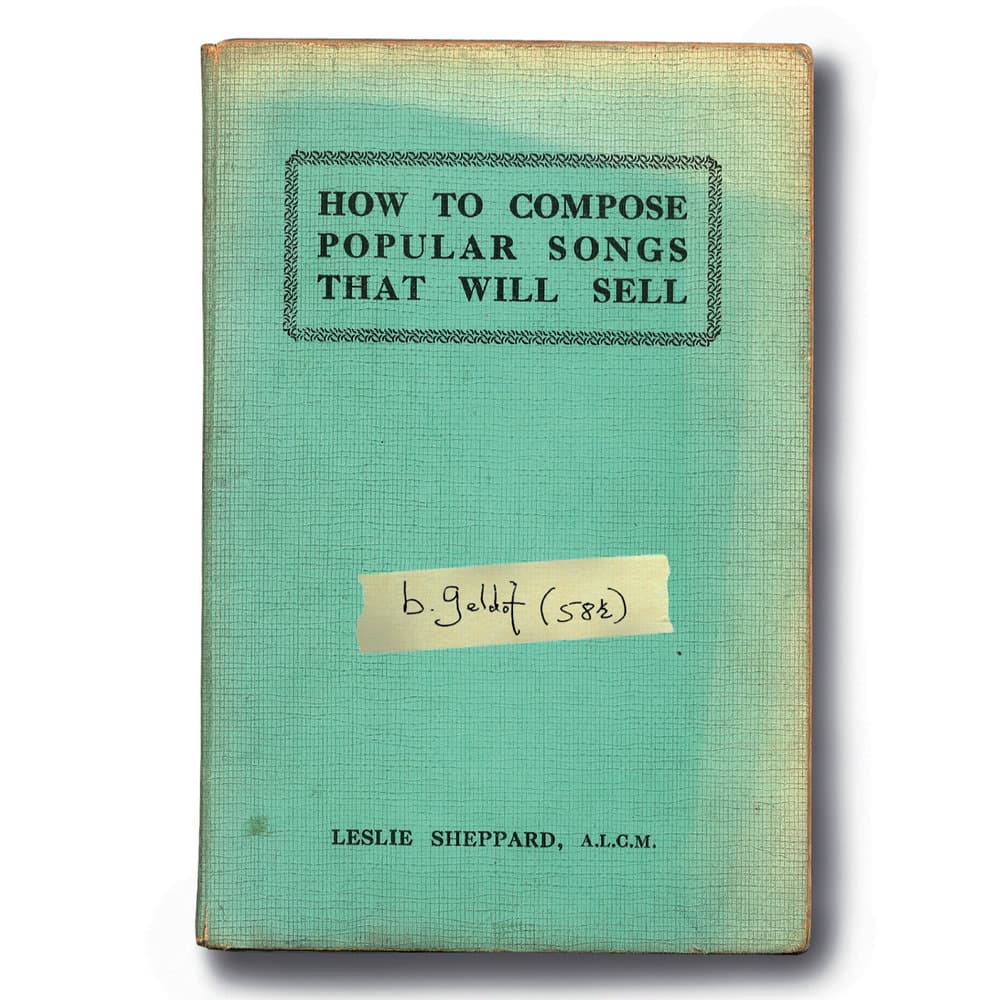 HOW TO COMPOSE
POPULAR SONGS
THAT WILL SELL
b. geldof (58½)
LESLIE SHEPPARD, A.L.C.M.